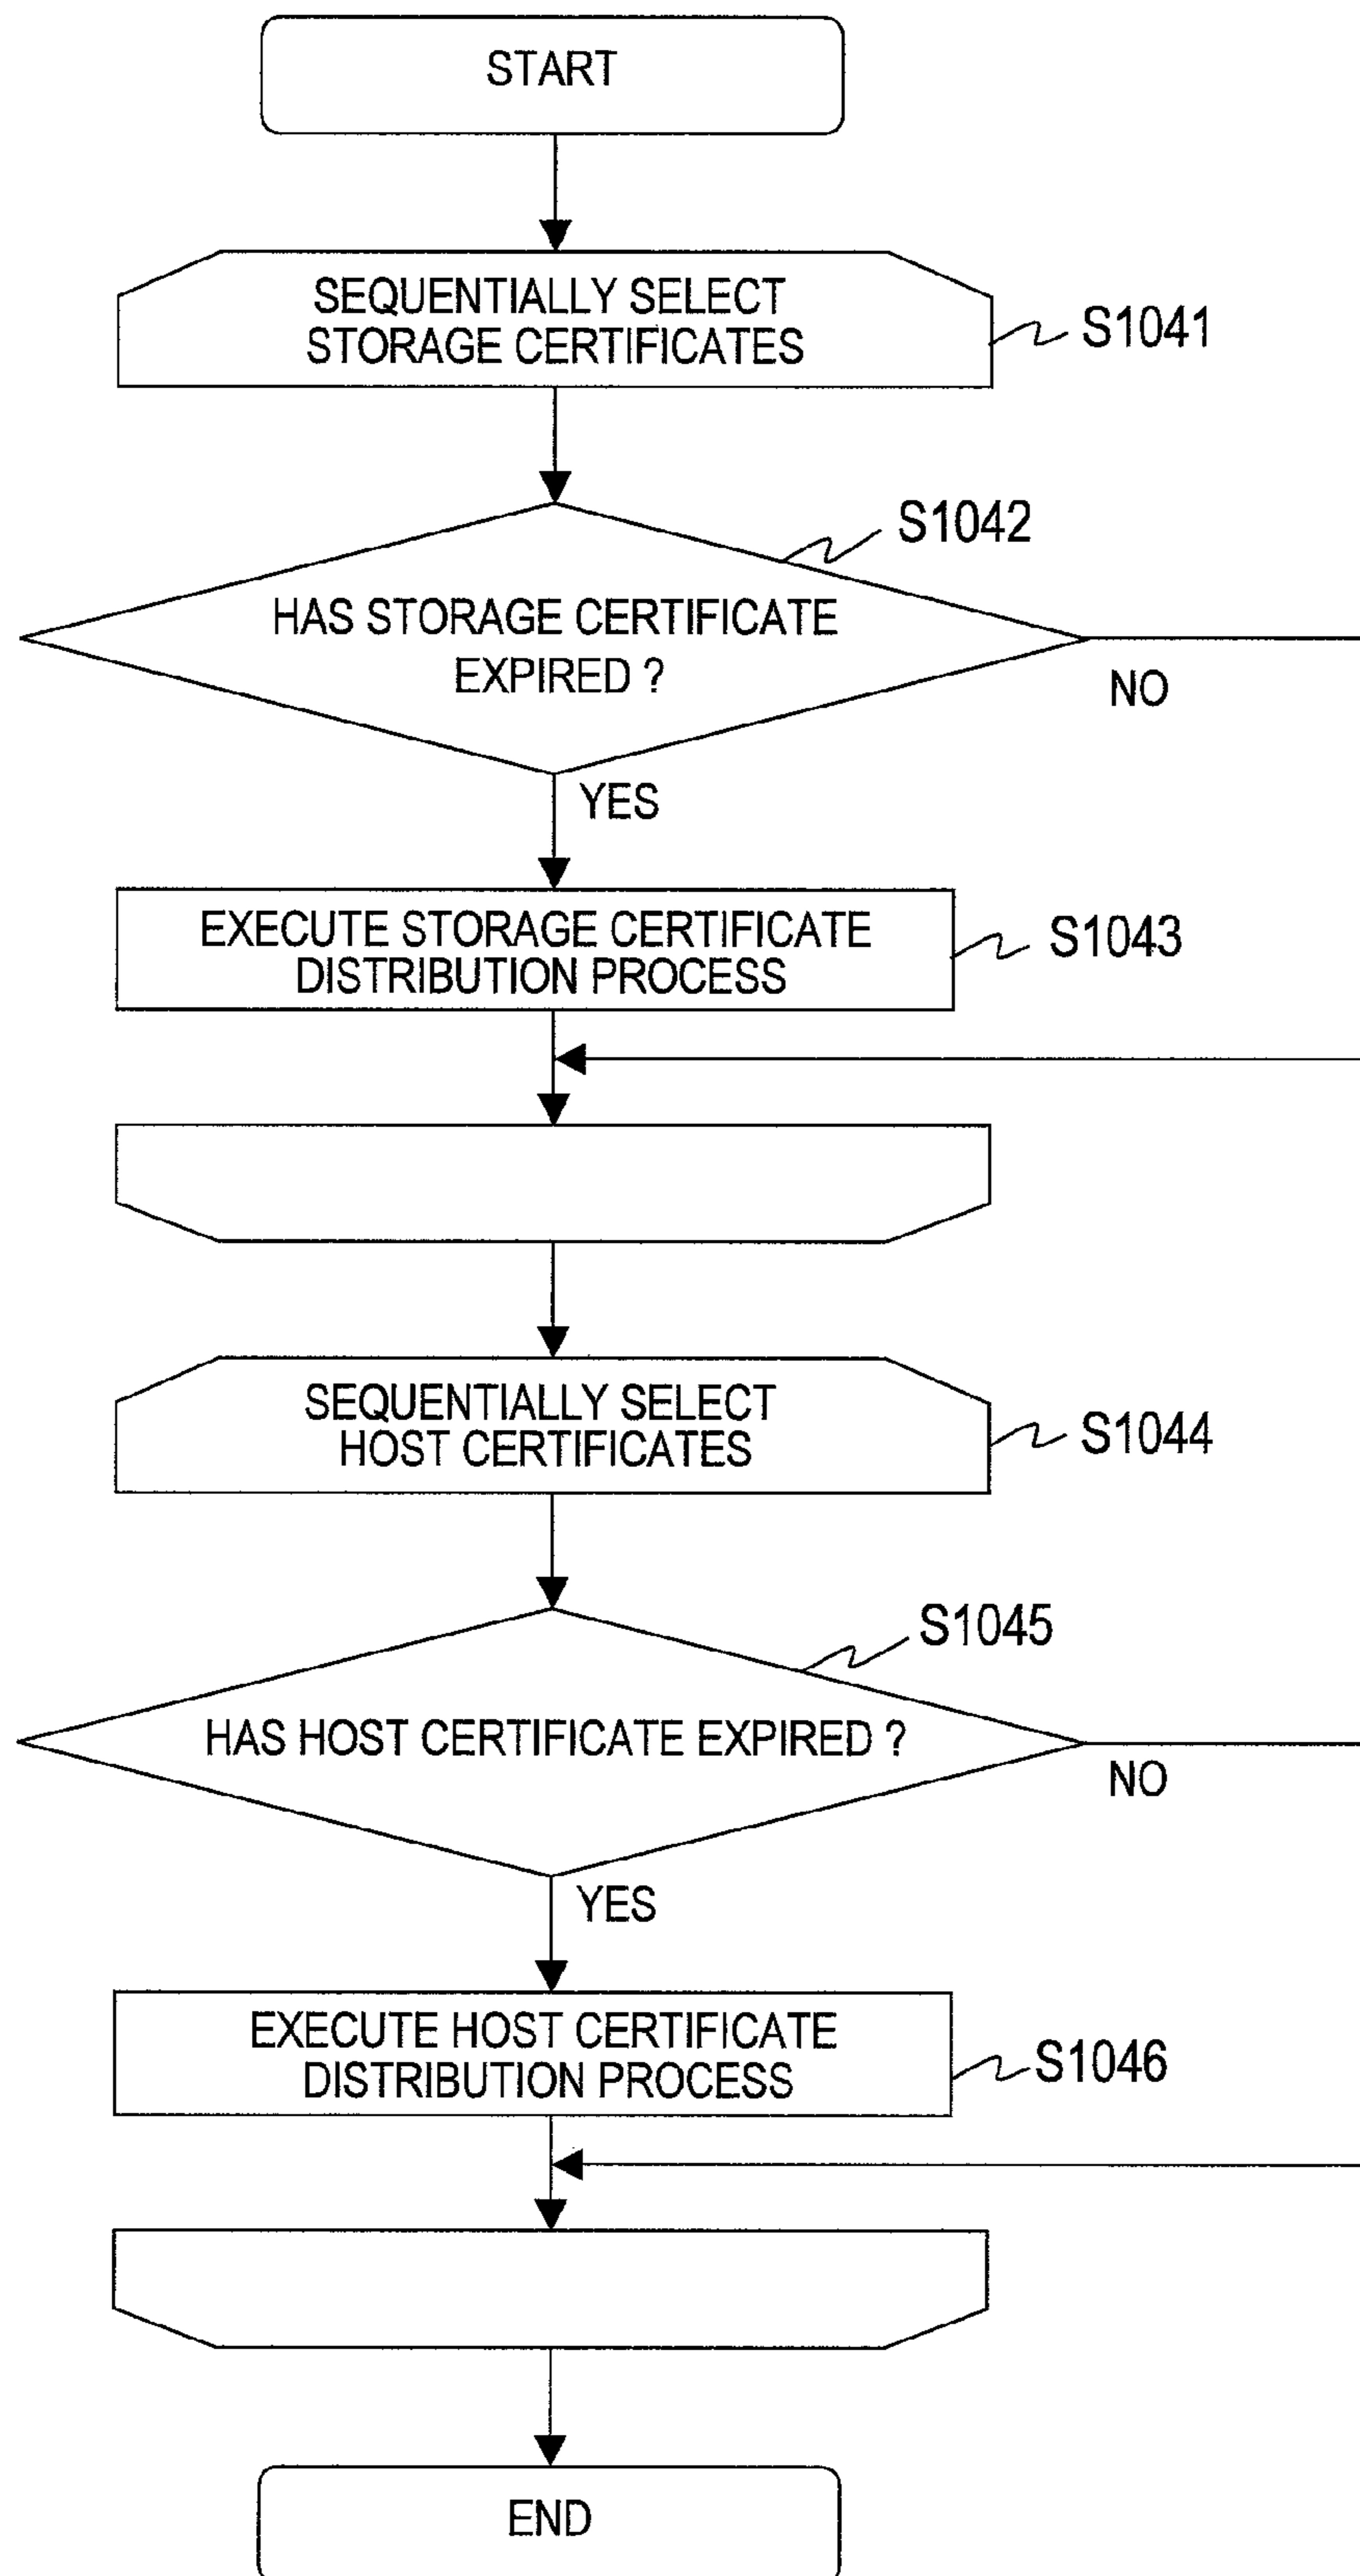 START
SEQUENTIALLY SELECT
STORAGE CERTIFICATES
S1041
S1042
HAS STORAGE CERTIFICATE
EXPIRED ?
NO
YES
EXECUTE STORAGE CERTIFICATE
DISTRIBUTION PROCESS
S1043
SEQUENTIALLY SELECT
HOST CERTIFICATES
S1044
S1045
HAS HOST CERTIFICATE EXPIRED ?
NO
YES
EXECUTE HOST CERTIFICATE
DISTRIBUTION PROCESS
S1046
END